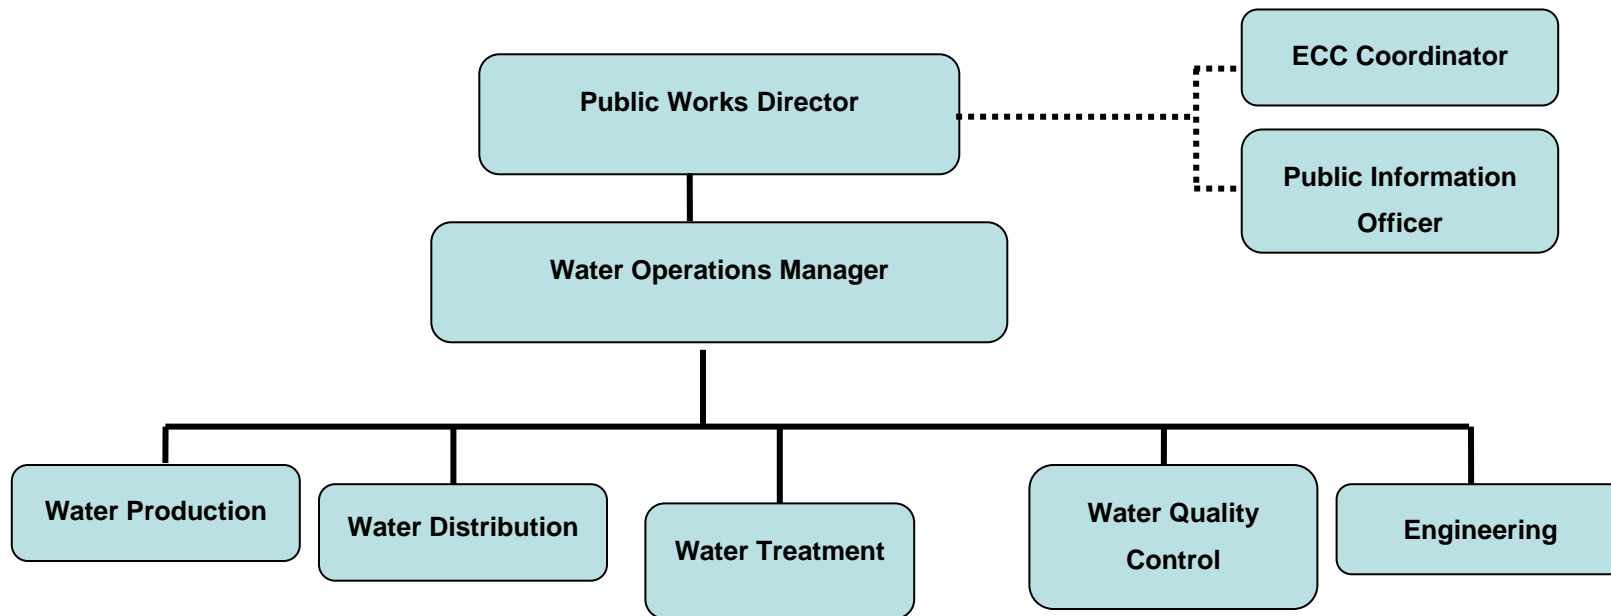 ECC Coordinator
Public Works Director
Public Information
Officer
Water Operations Manager
Water Production
Water Distribution
Water Treatment
Water Quality
Control
Engineering